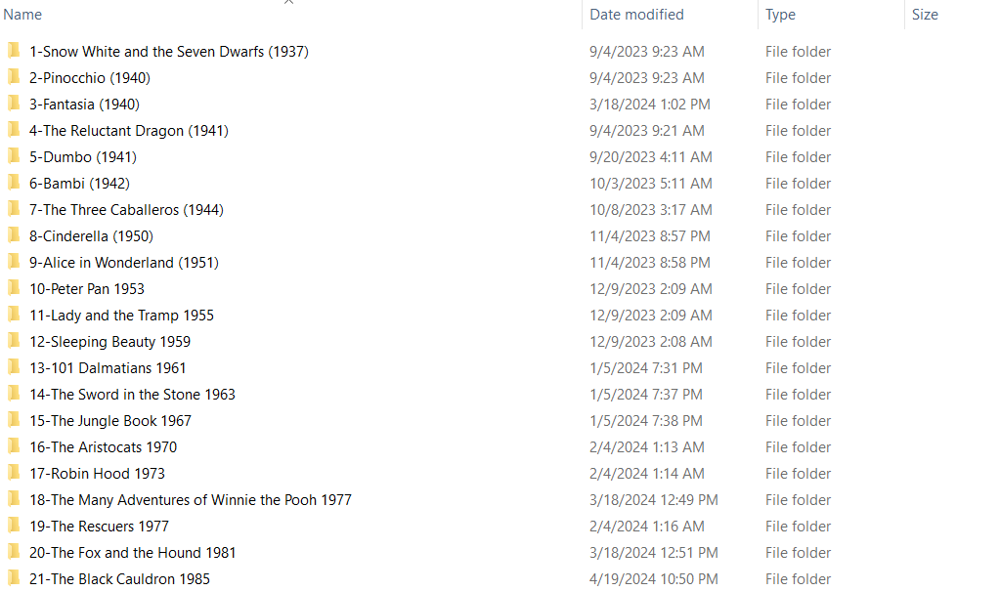 Name Date modified Type Size
1-Snow White and the Seven Dwarfs (1937) 9/4/2023 9:23 AM File folder
2-Pinocchio (1940) 9/4/2023 9:23 AM File folder
3-Fantasia (1940) 3/18/2024 1:02 PM File folder
4-The Reluctant Dragon (1941) 9/4/2023 9:21 AM File folder
5-Dumbo (1941) 9/20/2023 4:11 AM File folder
6-Bambi (1942) 10/3/2023 5:11 AM File folder
7-The Three Caballeros (1944) 10/8/2023 3:17 AM File folder
8-Cinderella (1950) 11/4/2023 8:57 PM File folder
9-Alice in Wonderland (1951) 11/4/2023 8:58 PM File folder
10-Peter Pan 1953 12/9/2023 2:09 AM File folder
11-Lady and the Tramp 1955 12/9/2023 2:09 AM File folder
12-Sleeping Beauty 1959 12/9/2023 2:08 AM File folder
13-101 Dalmatians 1961 1/5/2024 7:31 PM File folder
14-The Sword in the Stone 1963 1/5/2024 7:37 PM File folder
15-The Jungle Book 1967 1/5/2024 7:38 PM File folder
16-The Aristocats 1970 2/4/2024 1:13 AM File folder
17-Robin Hood 1973 2/4/2024 1:14 AM File folder
18-The Many Adventures of Winnie the Pooh 1977 3/18/2024 12:49 PM File folder
19-The Rescuers 1977 2/4/2024 1:16 AM File folder
20-The Fox and the Hound 1981 3/18/2024 12:51 PM File folder
21-The Black Cauldron 1985 4/19/2024 10:50 PM File folder